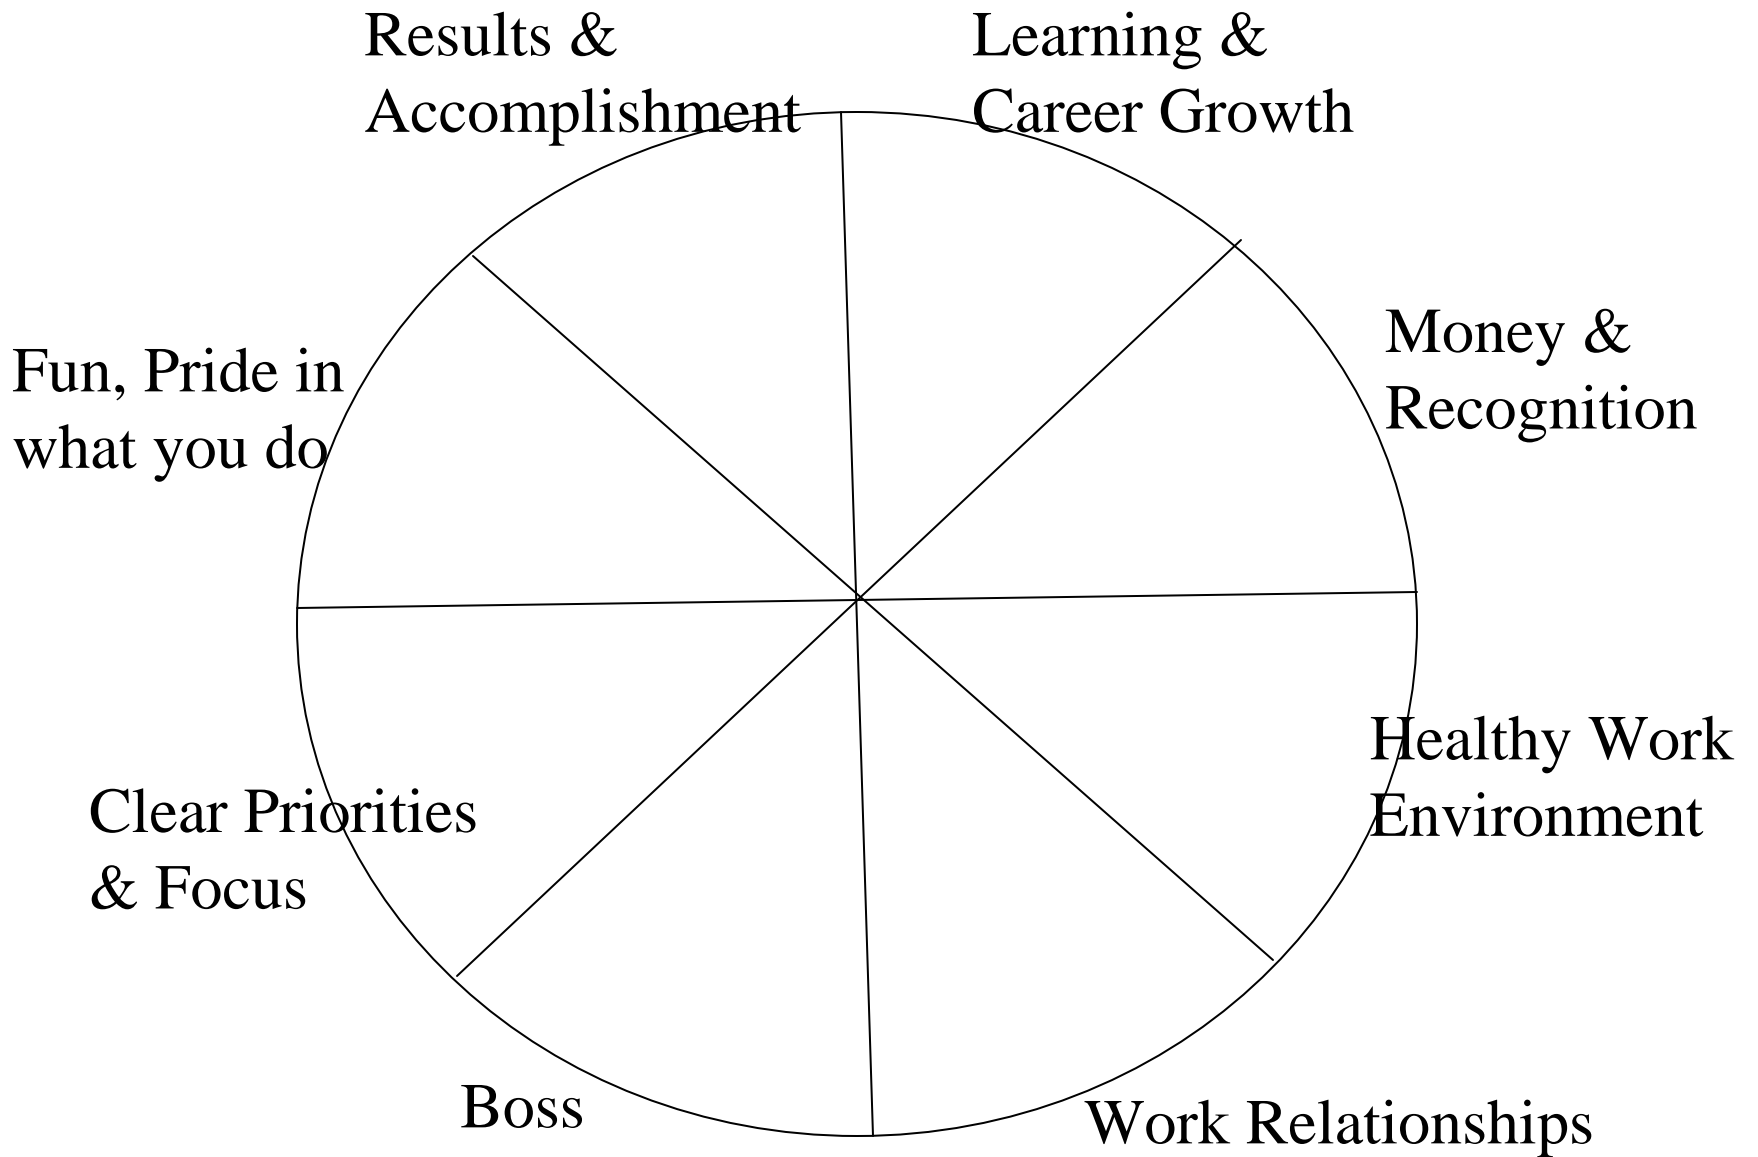 Results &
Accomplishment
Learning &
Career Growth
Money &
Recognition
Fun, Pride in
what you do
Healthy Work
Environment
Clear Priorities
& Focus
Boss
Work Relationships